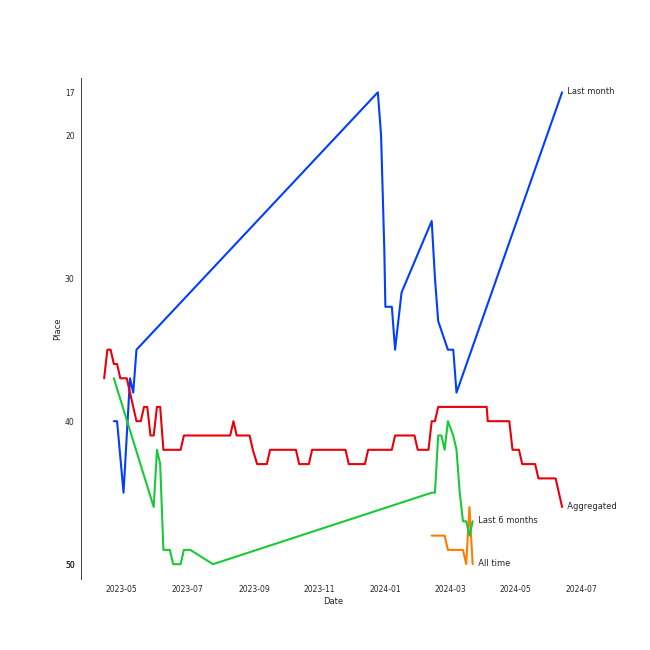 17
Last month
20
30
Place
40
Aggregated
Last 6 months
All time
50
2023-05 2023-07 2023-09 2023-11 2024-01 2024-03 2024-05 2024-07
Date